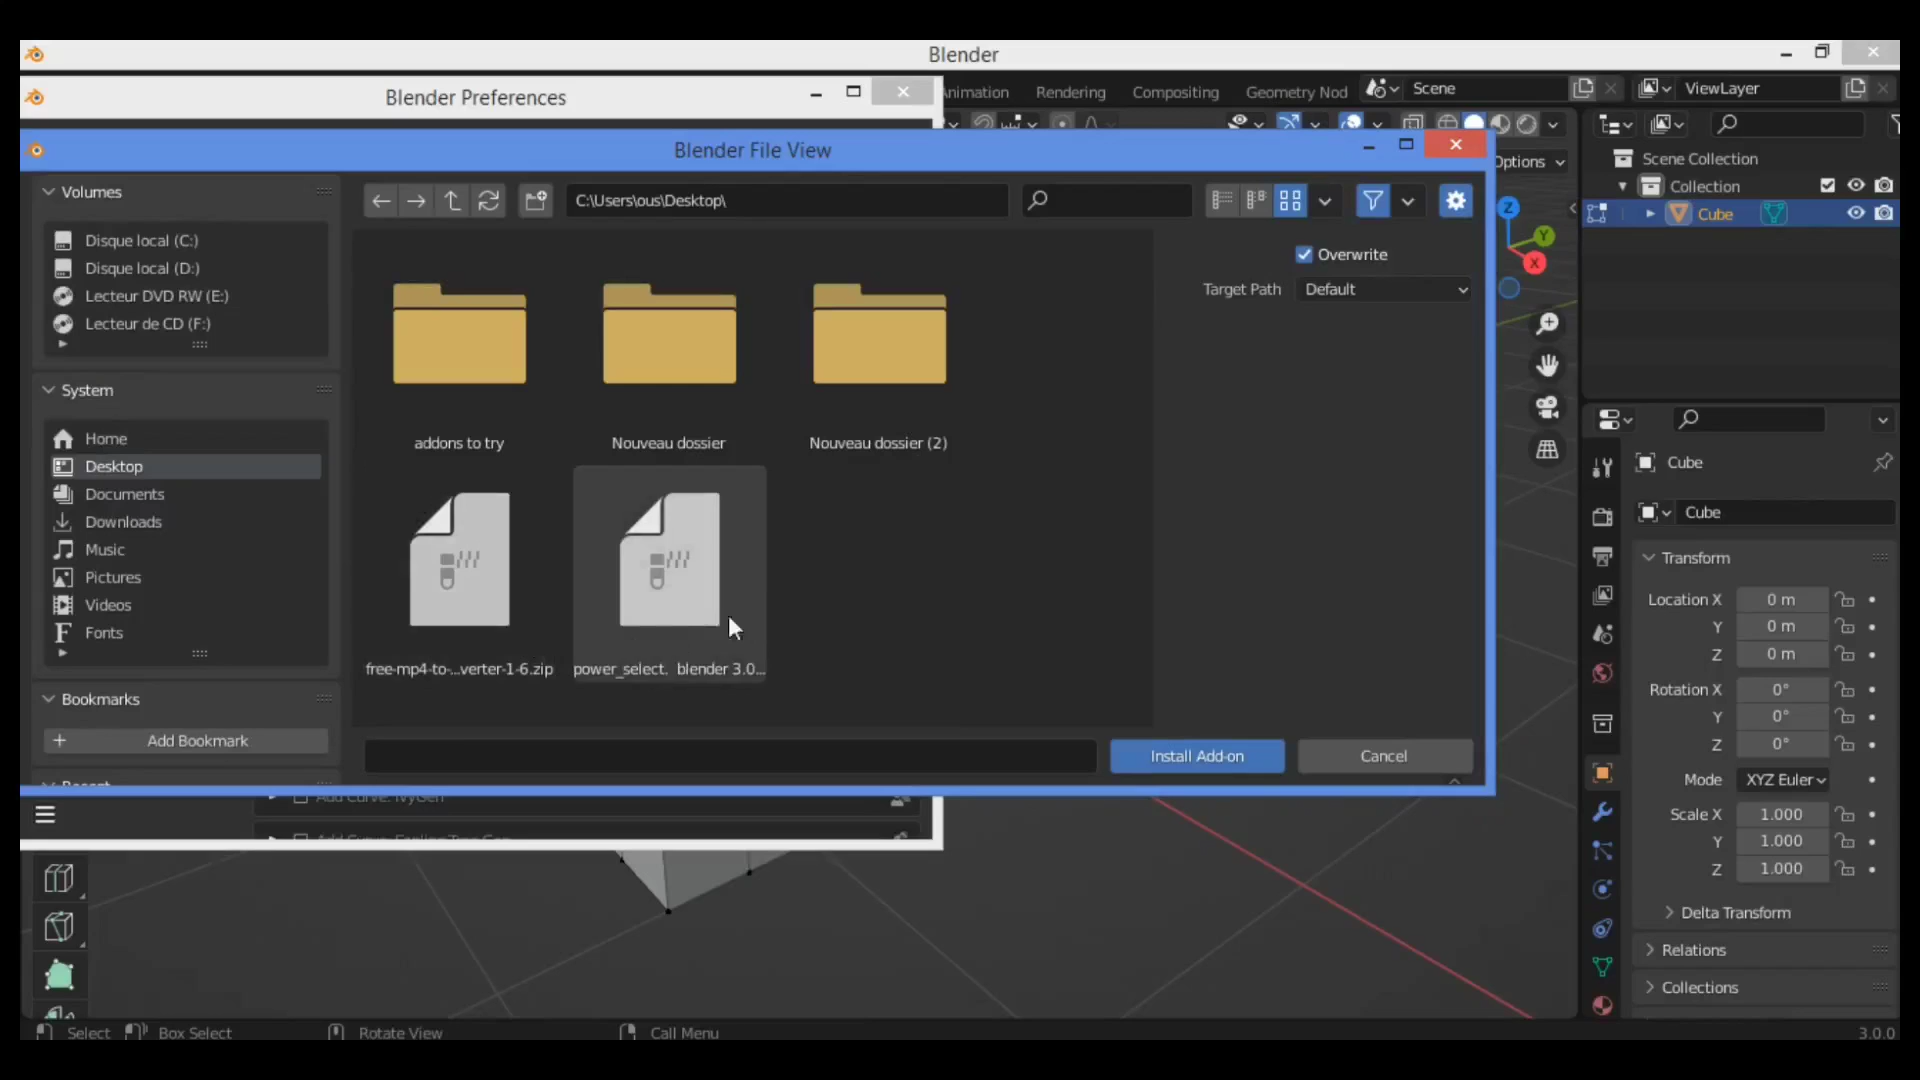 Blender
Blender Preferences
Animation Rendering Compositing Geometry Nod Scene ViewLayer
Blender File View
Options
Scene Collection
Collection
Cube
Volumes
Disque local (C:)
Disque local (D:)
Lecteur DVD RW (E:)
Lecteur de CD (F:)
System
Home
Desktop
Documents
Downloads
Music
Pictures
Videos
Fonts
Bookmarks
Add Bookmark
Recent
C:\Users\ous\Desktop\
addons to try
Nouveau dossier
Nouveau dossier (2)
free-mp4-to-...verter-1-6.zip
power_select. blender 3.0...
Overwrite
Target Path Default
Install Add-on
Cancel
Add Curve: IvyGen
Z
Y
X
Cube
Cube
Transform
Location X 0 m
Y 0 m
Z 0 m
Rotation X 0°
Y 0°
Z 0°
Mode XYZ Euler
Scale X 1.000
Y 1.000
Z 1.000
Delta Transform
Relations
Collections
Select Box Select Rotate View Call Menu 3.0.0